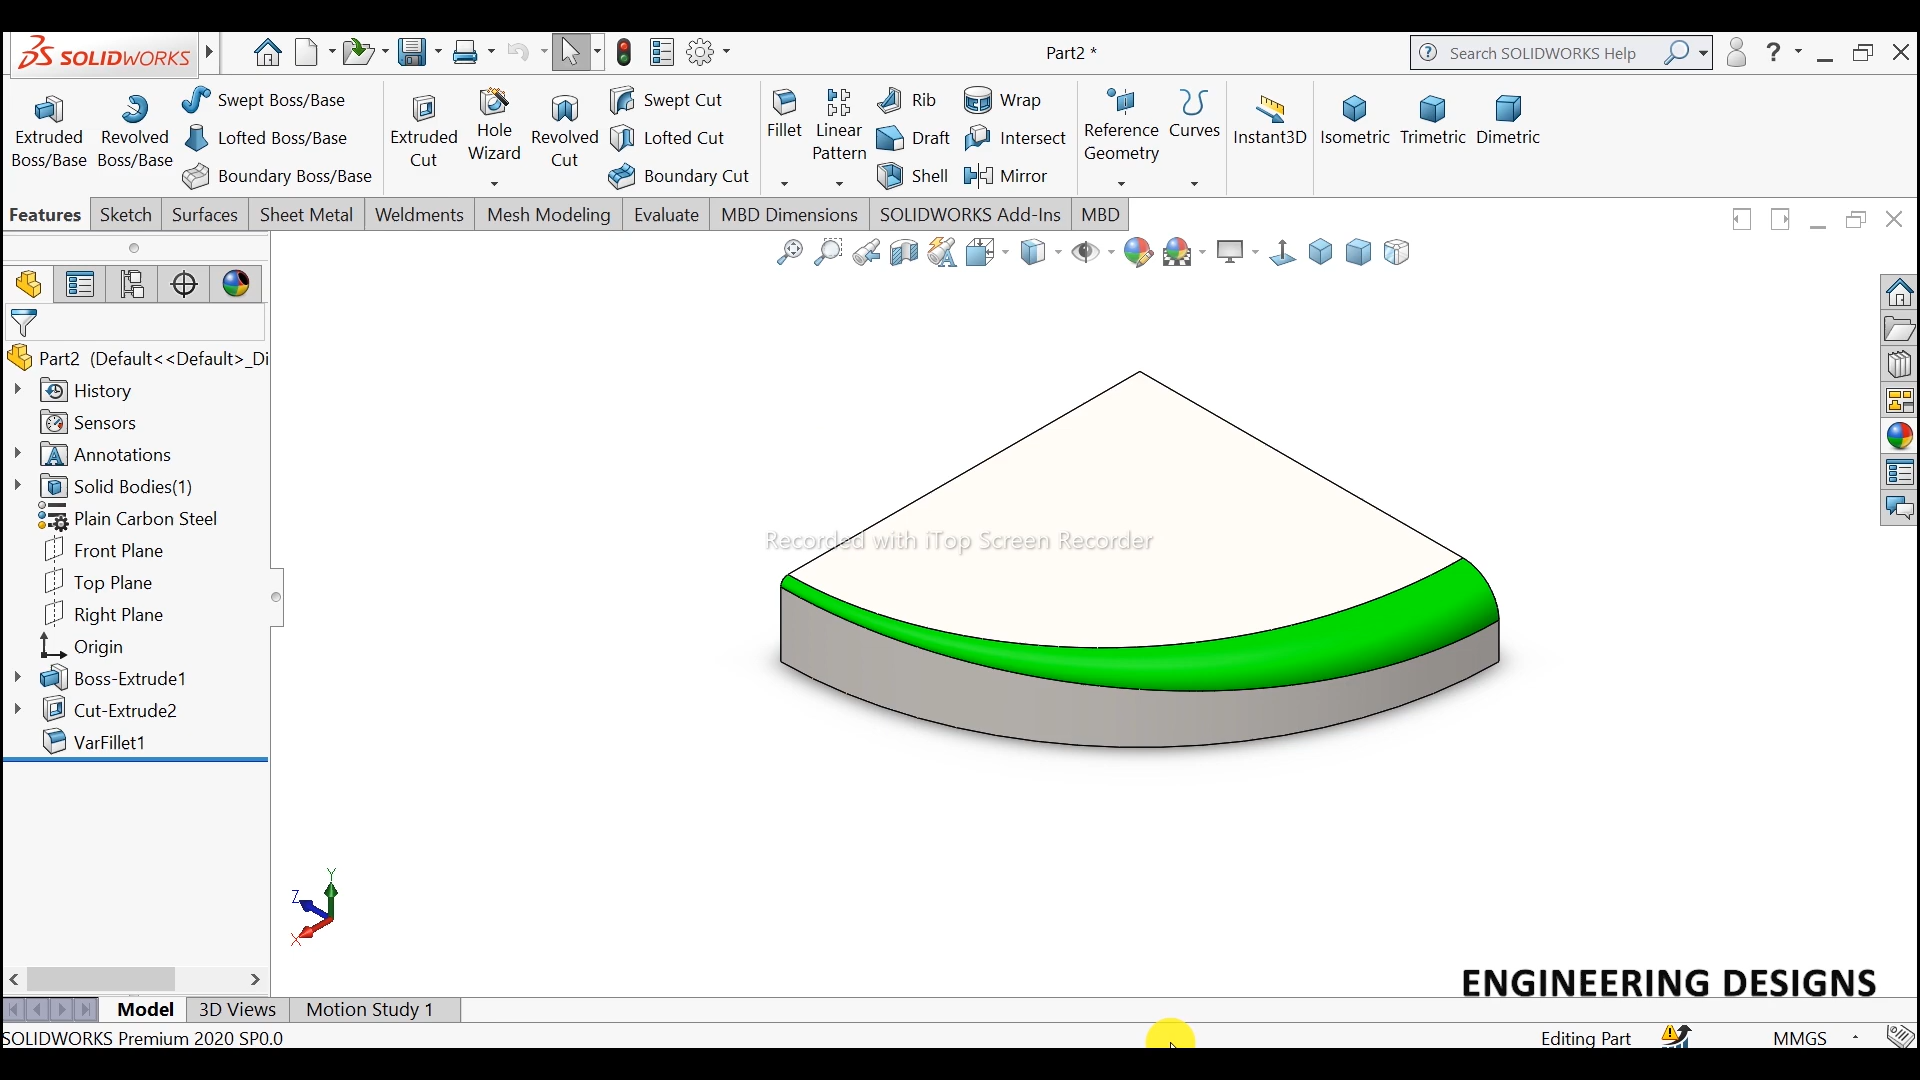 SOLIDWORKS
Part2 *
Search SOLIDWORKS Help
?
Extruded Boss/Base
Revolved Boss/Base
Swept Boss/Base
Lofted Boss/Base
Boundary Boss/Base
Extruded Cut
Hole Wizard
Revolved Cut
Swept Cut
Lofted Cut
Boundary Cut
Fillet
Linear Pattern
Rib
Draft
Shell
Wrap
Intersect
Mirror
Reference Geometry
Curves
Instant3D
Isometric
Trimetric
Dimetric
Features
Sketch
Surfaces
Sheet Metal
Weldments
Mesh Modeling
Evaluate
MBD Dimensions
SOLIDWORKS Add-Ins
MBD
Part2 (Default<<Default>_Di
History
Sensors
Annotations
Solid Bodies(1)
Plain Carbon Steel
Front Plane
Top Plane
Right Plane
Origin
Boss-Extrude1
Cut-Extrude2
VarFillet1
Recorded with iTop Screen Recorder
Y
Z
X
ENGINEERING DESIGNS
Model
3D Views
Motion Study 1
SOLIDWORKS Premium 2020 SP0.0
Editing Part
MMGS